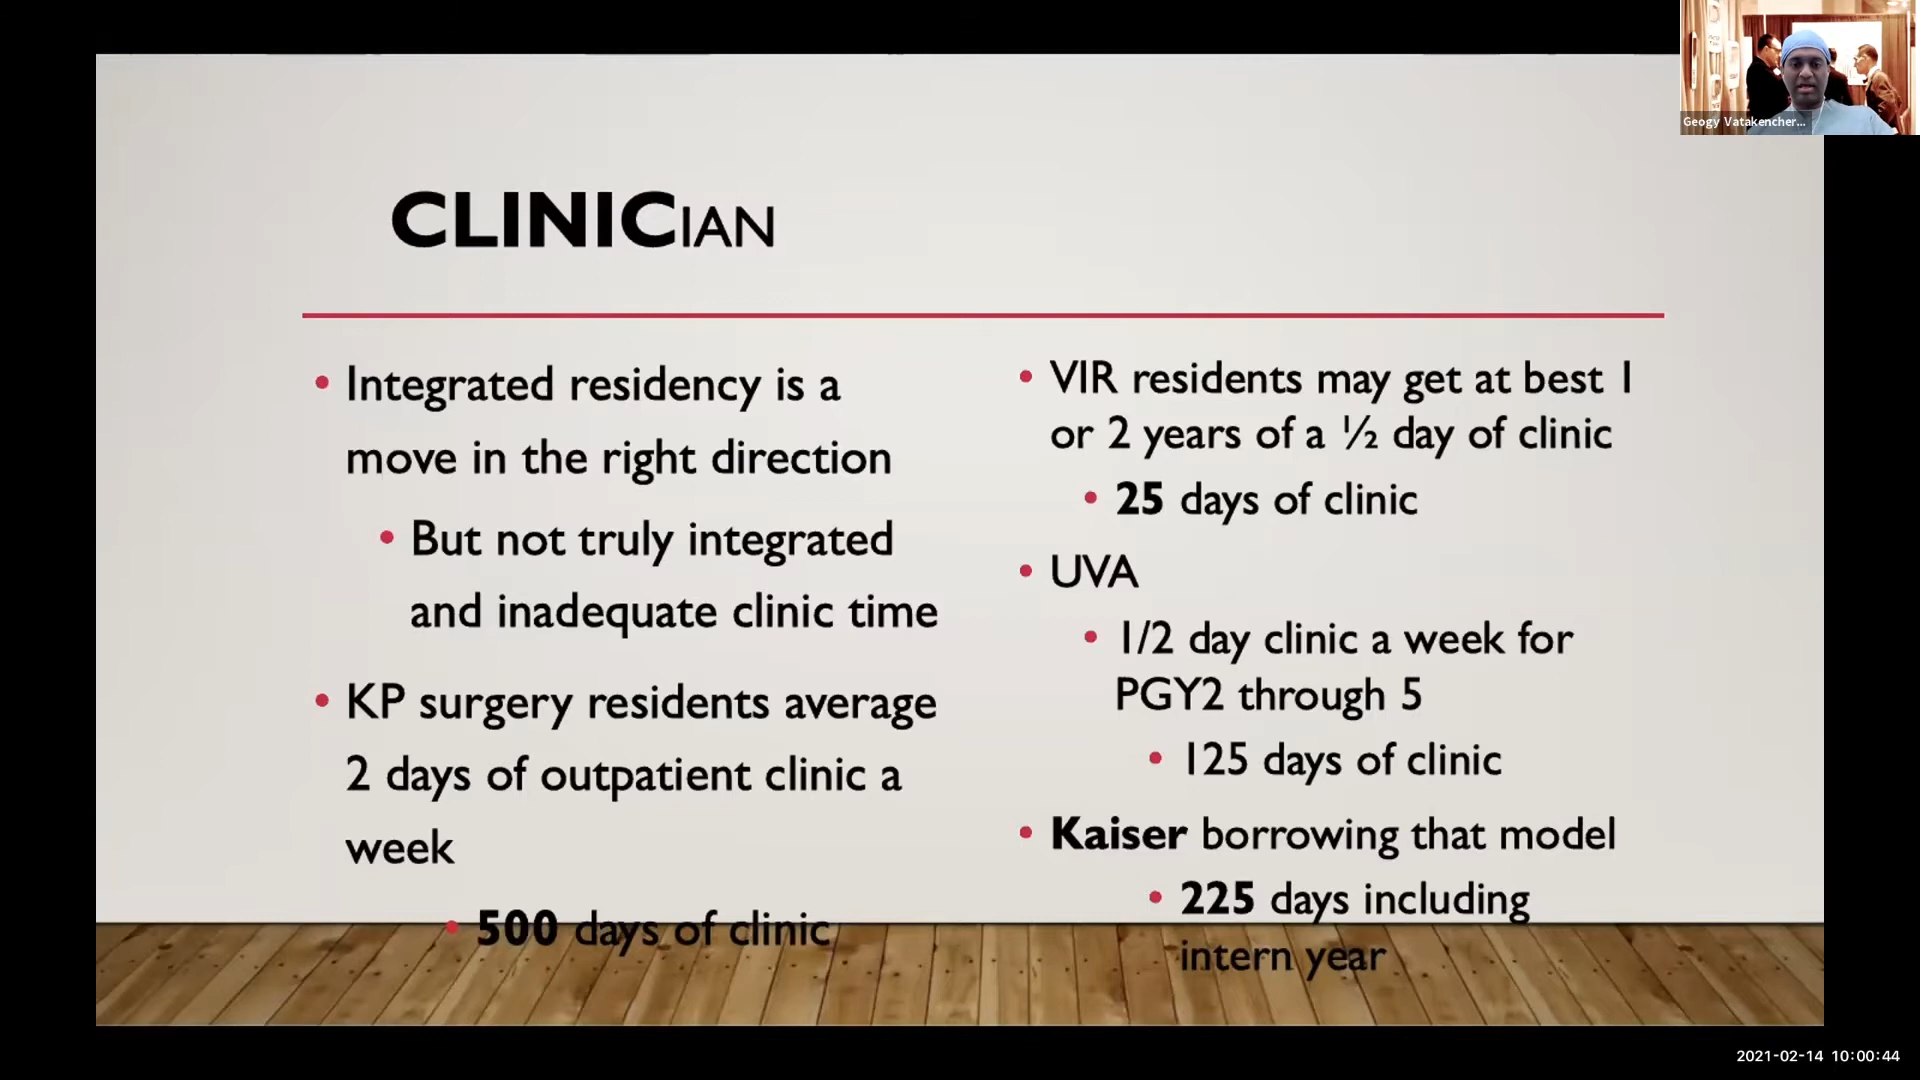 Geogy Vatakencher...
CLINICIAN
• Integrated residency is a
move in the right direction
• But not truly integrated
and inadequate clinic time
• KP surgery residents average
2 days of outpatient clinic a
week
• 500 days of clinic
• VIR residents may get at best 1
or 2 years of a ½ day of clinic
• 25 days of clinic
• UVA
• 1/2 day clinic a week for
PGY2 through 5
• 125 days of clinic
• Kaiser borrowing that model
• 225 days including
intern year
2021-02-14 10:00:44